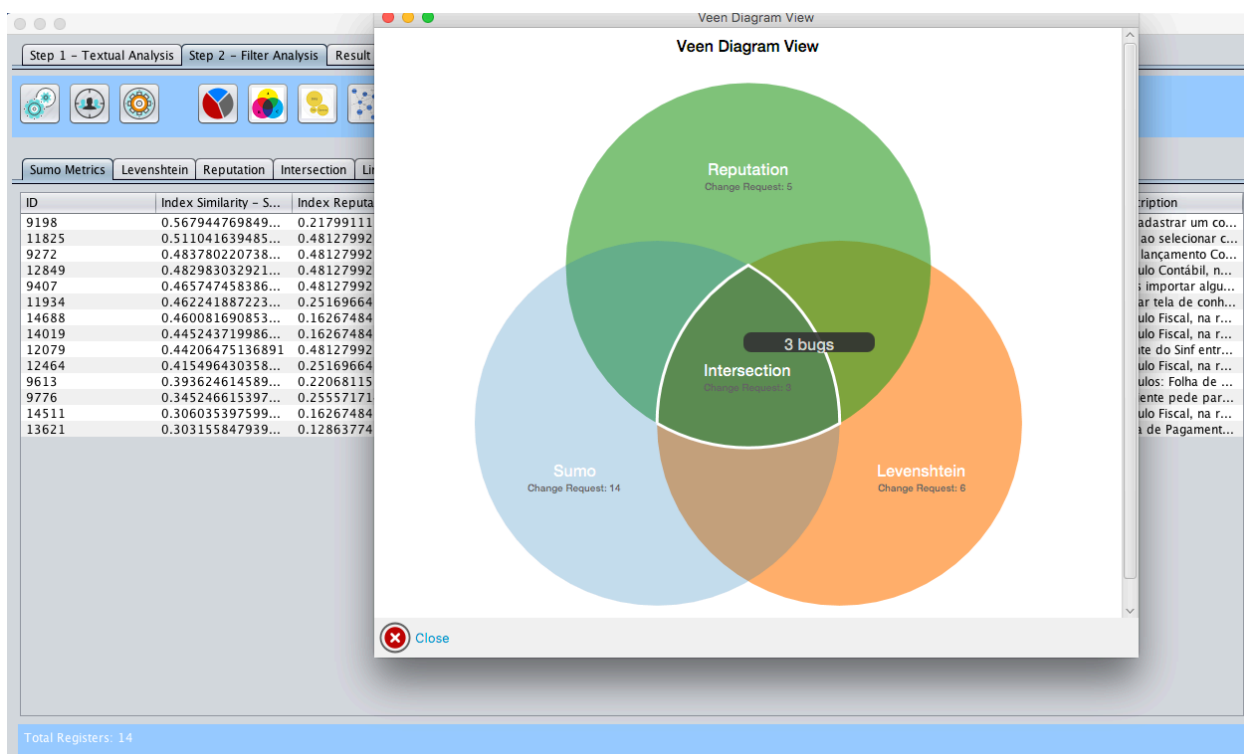 Veen Diagram View
Step 1 – Textual Analysis Step 2 – Filter Analysis Result
Veen Diagram View
Sumo Metrics Levenshtein Reputation Intersection
ID Index Similarity – S... Index Reputa
9198 0.567944769849... 0.21799111
11825 0.511041639485... 0.48127992
9272 0.483780220738... 0.48127992
12849 0.482983032921... 0.48127992
9407 0.465747458386... 0.48127992
11934 0.462241887223... 0.25169664
14688 0.460081690853... 0.16267484
14019 0.445243719986... 0.16267484
12079 0.44206475136891 0.48127992
12464 0.415496430358... 0.25169664
9613 0.393624614589... 0.22068115
9776 0.345246615397... 0.25557171
14511 0.306035397599... 0.16267484
13621 0.303155847939... 0.12863774
Reputation
Change Request: 5
3 bugs
Intersection
Change Request: 3
Sumo
Change Request: 14
Levenshtein
Change Request: 6
cription
adastrar um co...
ao selecionar c...
lançamento Co...
ulo Contábil, n...
s importar algu...
ar tela de conh...
ulo Fiscal, na r...
ulo Fiscal, na r...
te do Sinf entr...
ulo Fiscal, na r...
ulos: Folha de ...
iente pede par...
ulo Fiscal, na r...
a de Pagament...
Close
Total Registers: 14